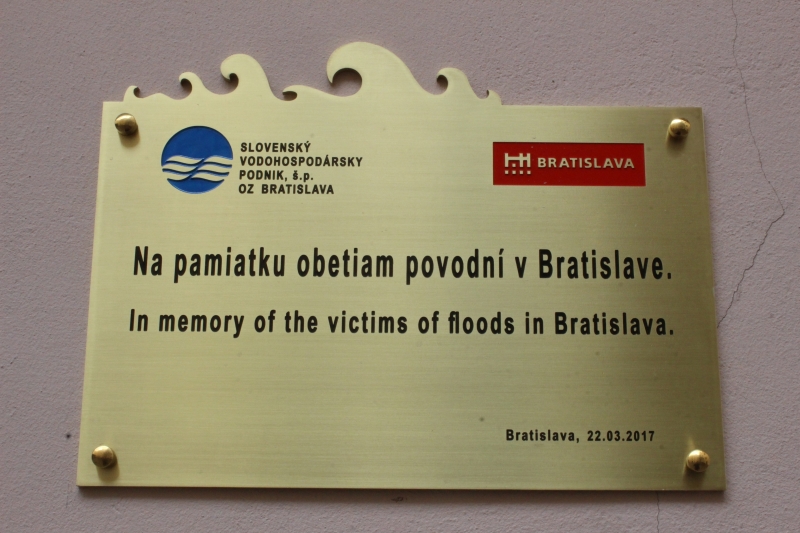 SLOVENSKÝ
VODOHOSPODÁRSKY
PODNIK, š.p.
OZ BRATISLAVA
BRATISLAVA
Na pamiatku obetiam povodní v Bratislave.
In memory of the victims of floods in Bratislava.
Bratislava, 22.03.2017